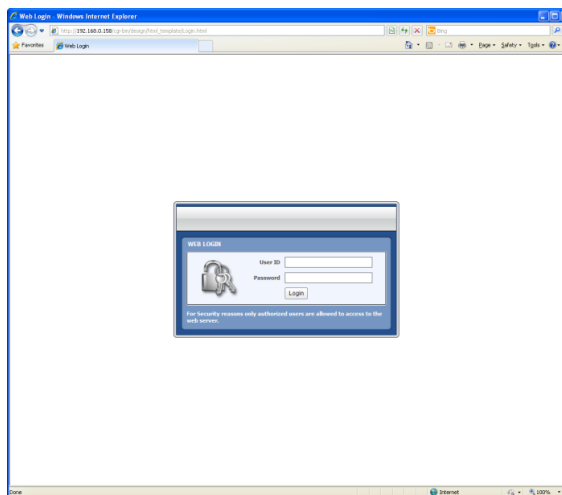 Web Login - Windows Internet Explorer
http://192.168.0.158/cgi-bin/design/html_template/Login.html
Bing
Favorites Web Login Page Safety Tools
WEB LOGIN
User ID
Password
Login
For Security reasons only authorized users are allowed to access to the
web server.
Done Internet 100%